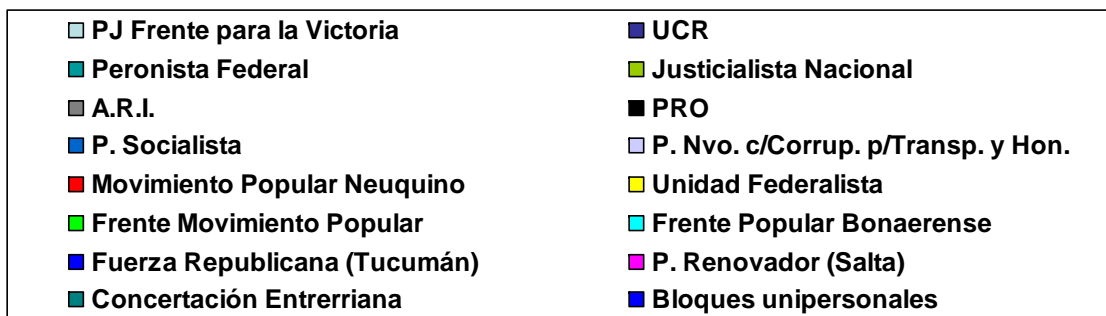 PJ Frente para la Victoria UCR
Peronista Federal Justicialista Nacional
A.R.I. PRO
P. Socialista P. Nvo. c/Corrup. p/Transp. y Hon.
Movimiento Popular Neuquino Unidad Federalista
Frente Movimiento Popular Frente Popular Bonaerense
Fuerza Republicana (Tucumán) P. Renovador (Salta)
Concertación Entrerriana Bloques unipersonales